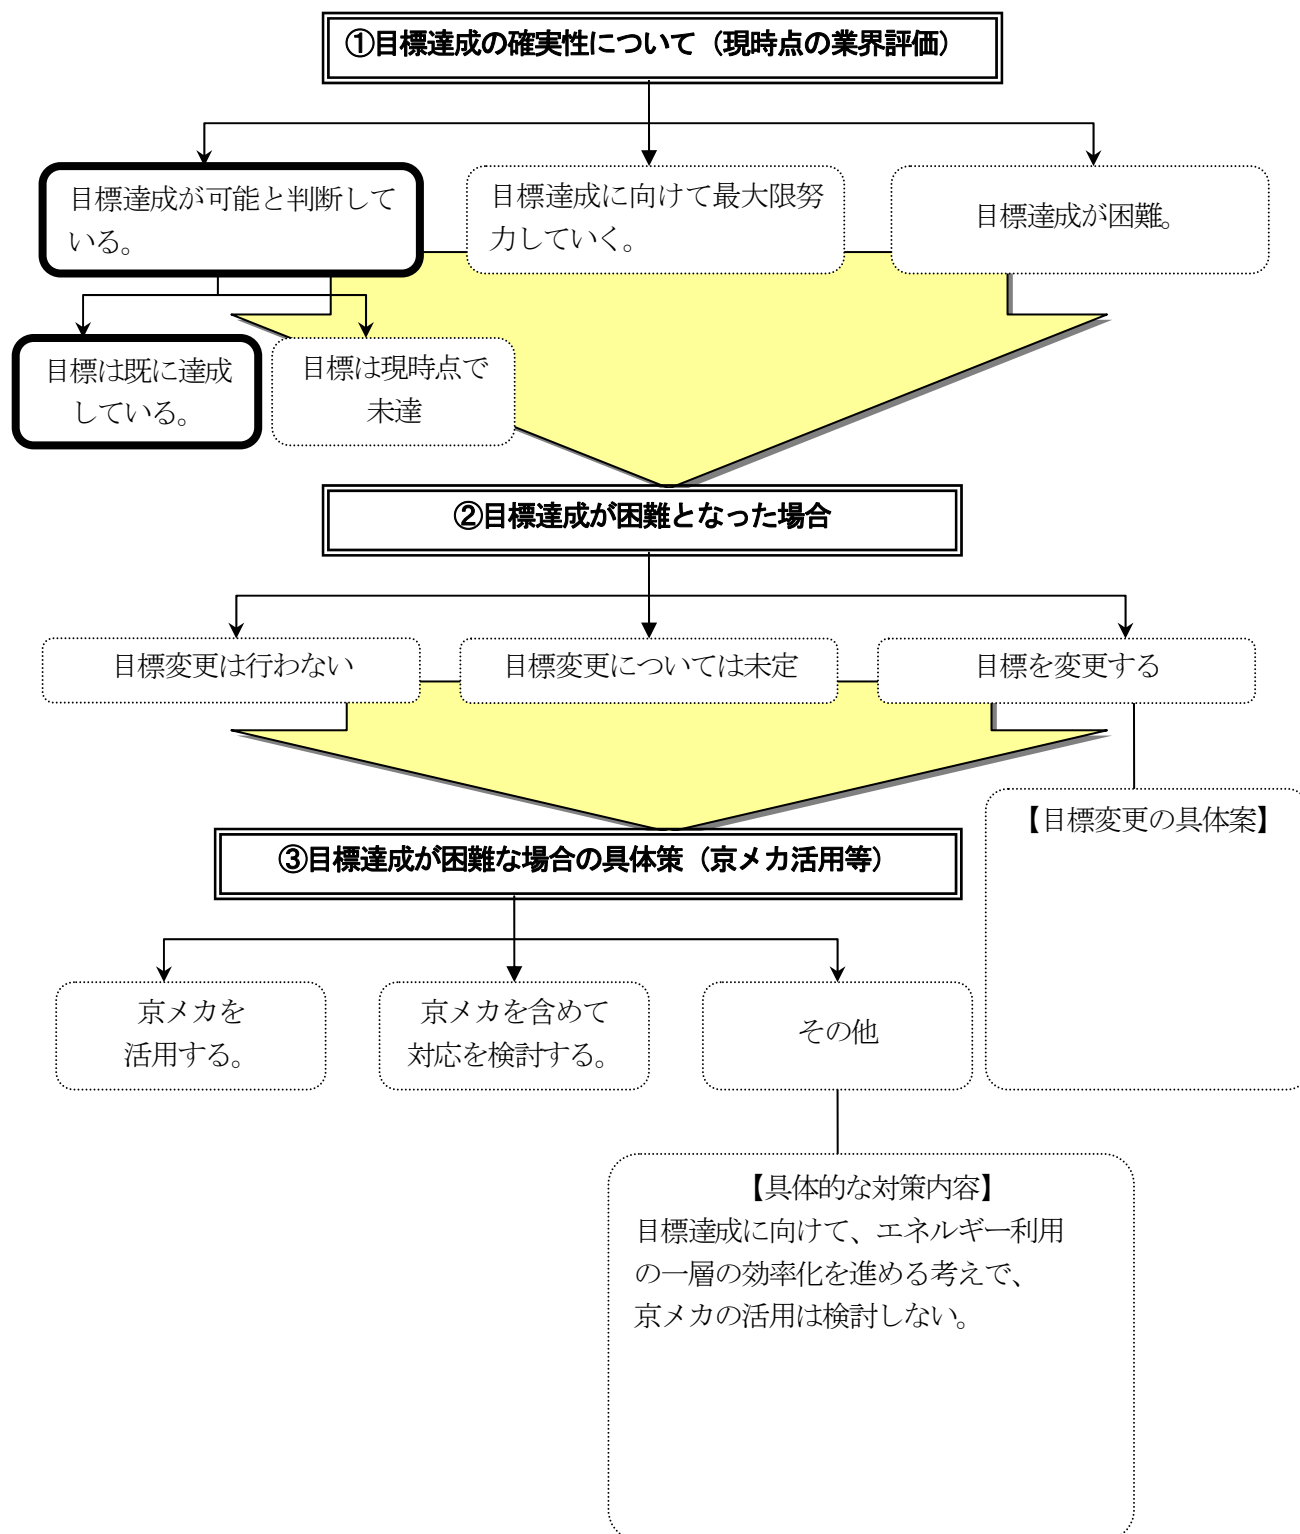 ①目標達成の確実性について（現時点の業界評価）
目標達成が可能と判断して
いる。
目標達成に向けて最大限努
力していく。
目標達成が困難。
目標は既に達成
している。
目標は現時点で
未達
②目標達成が困難となった場合
目標変更は行わない
目標変更については未定
目標を変更する
【目標変更の具体案】
③目標達成が困難な場合の具体策（京メカ活用等）
京メカを
活用する。
京メカを含めて
対応を検討する。
その他
【具体的な対策内容】
目標達成に向けて、エネルギー利用
の一層の効率化を進める考えで、
京メカの活用は検討しない。